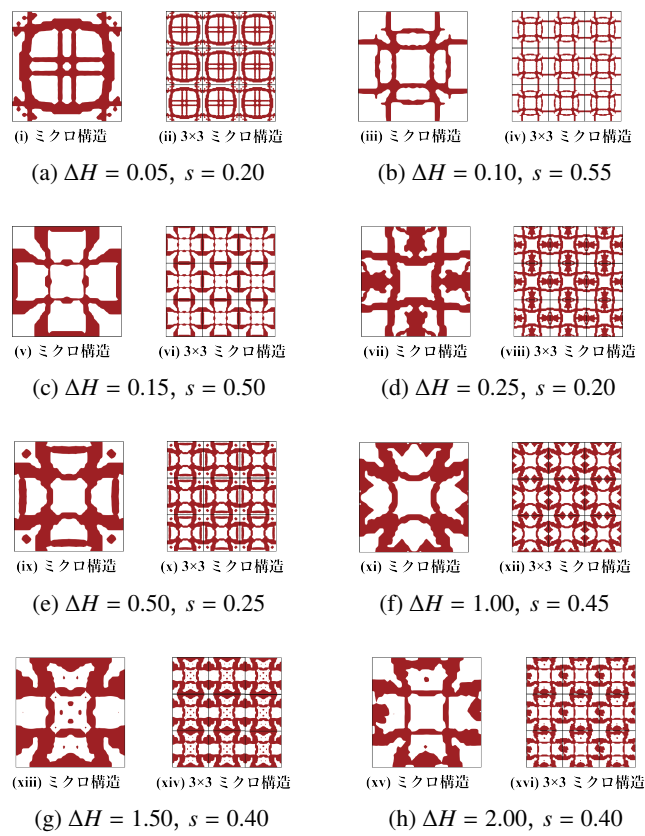 (i) ミクロ構造 (ii) 3×3 ミクロ構造 (iii) ミクロ構造 (iv) 3×3 ミクロ構造
(a) ΔH = 0.05, s = 0.20 (b) ΔH = 0.10, s = 0.55
(v) ミクロ構造 (vi) 3×3 ミクロ構造 (vii) ミクロ構造 (viii) 3×3 ミクロ構造
(c) ΔH = 0.15, s = 0.50 (d) ΔH = 0.25, s = 0.20
(ix) ミクロ構造 (x) 3×3 ミクロ構造 (xi) ミクロ構造 (xii) 3×3 ミクロ構造
(e) ΔH = 0.50, s = 0.25 (f) ΔH = 1.00, s = 0.45
(xiii) ミクロ構造 (xiv) 3×3 ミクロ構造 (xv) ミクロ構造 (xvi) 3×3 ミクロ構造
(g) ΔH = 1.50, s = 0.40 (h) ΔH = 2.00, s = 0.40